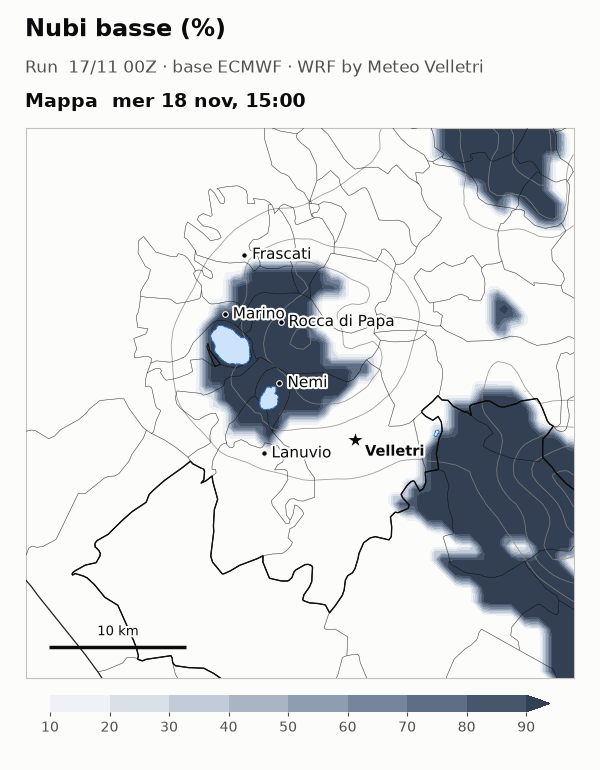 Nubi basse (%)
Run  17/11 00Z · base ECMWF · WRF by Meteo Velletri
Mappa  mer 18 nov, 15:00
Frascati
Marino
Rocca di Papa
Nemi
Velletri
Lanuvio
10 km
10 20 30 40 50 60 70 80 90